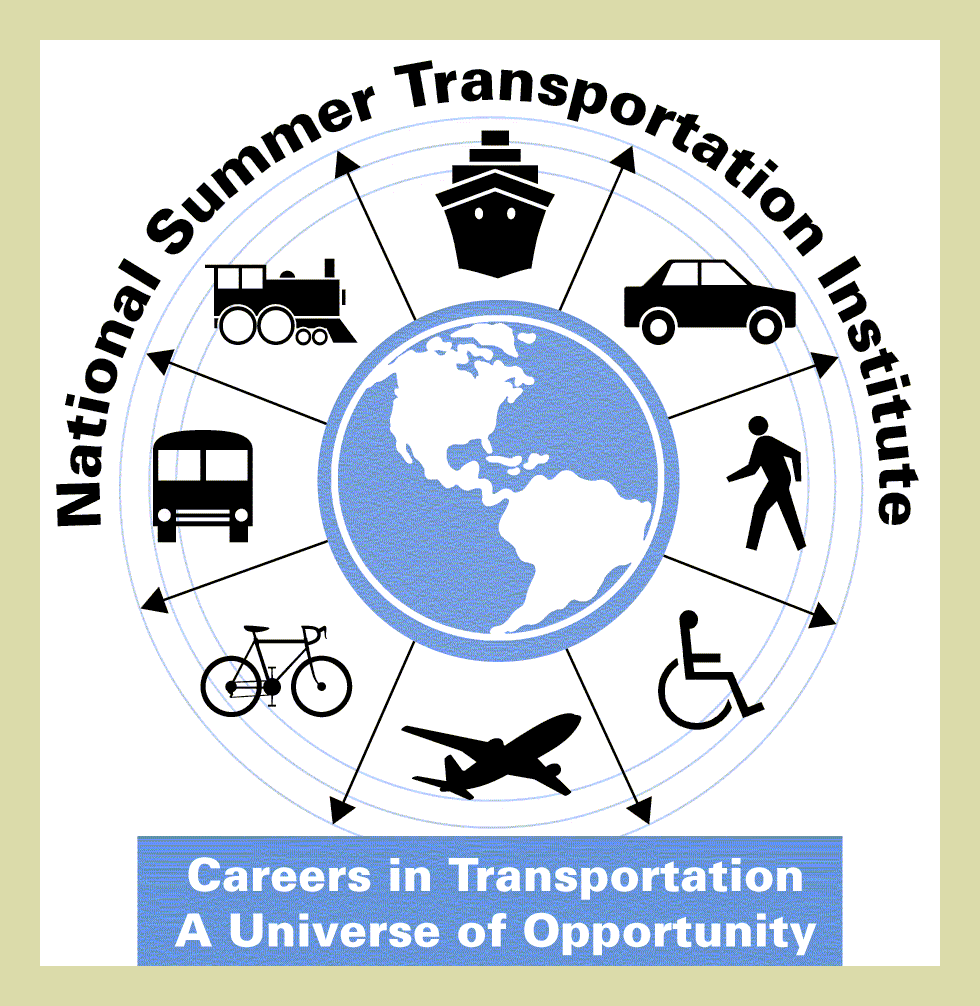 National Summer Transportation Institute
Careers in Transportation
A Universe of Opportunity